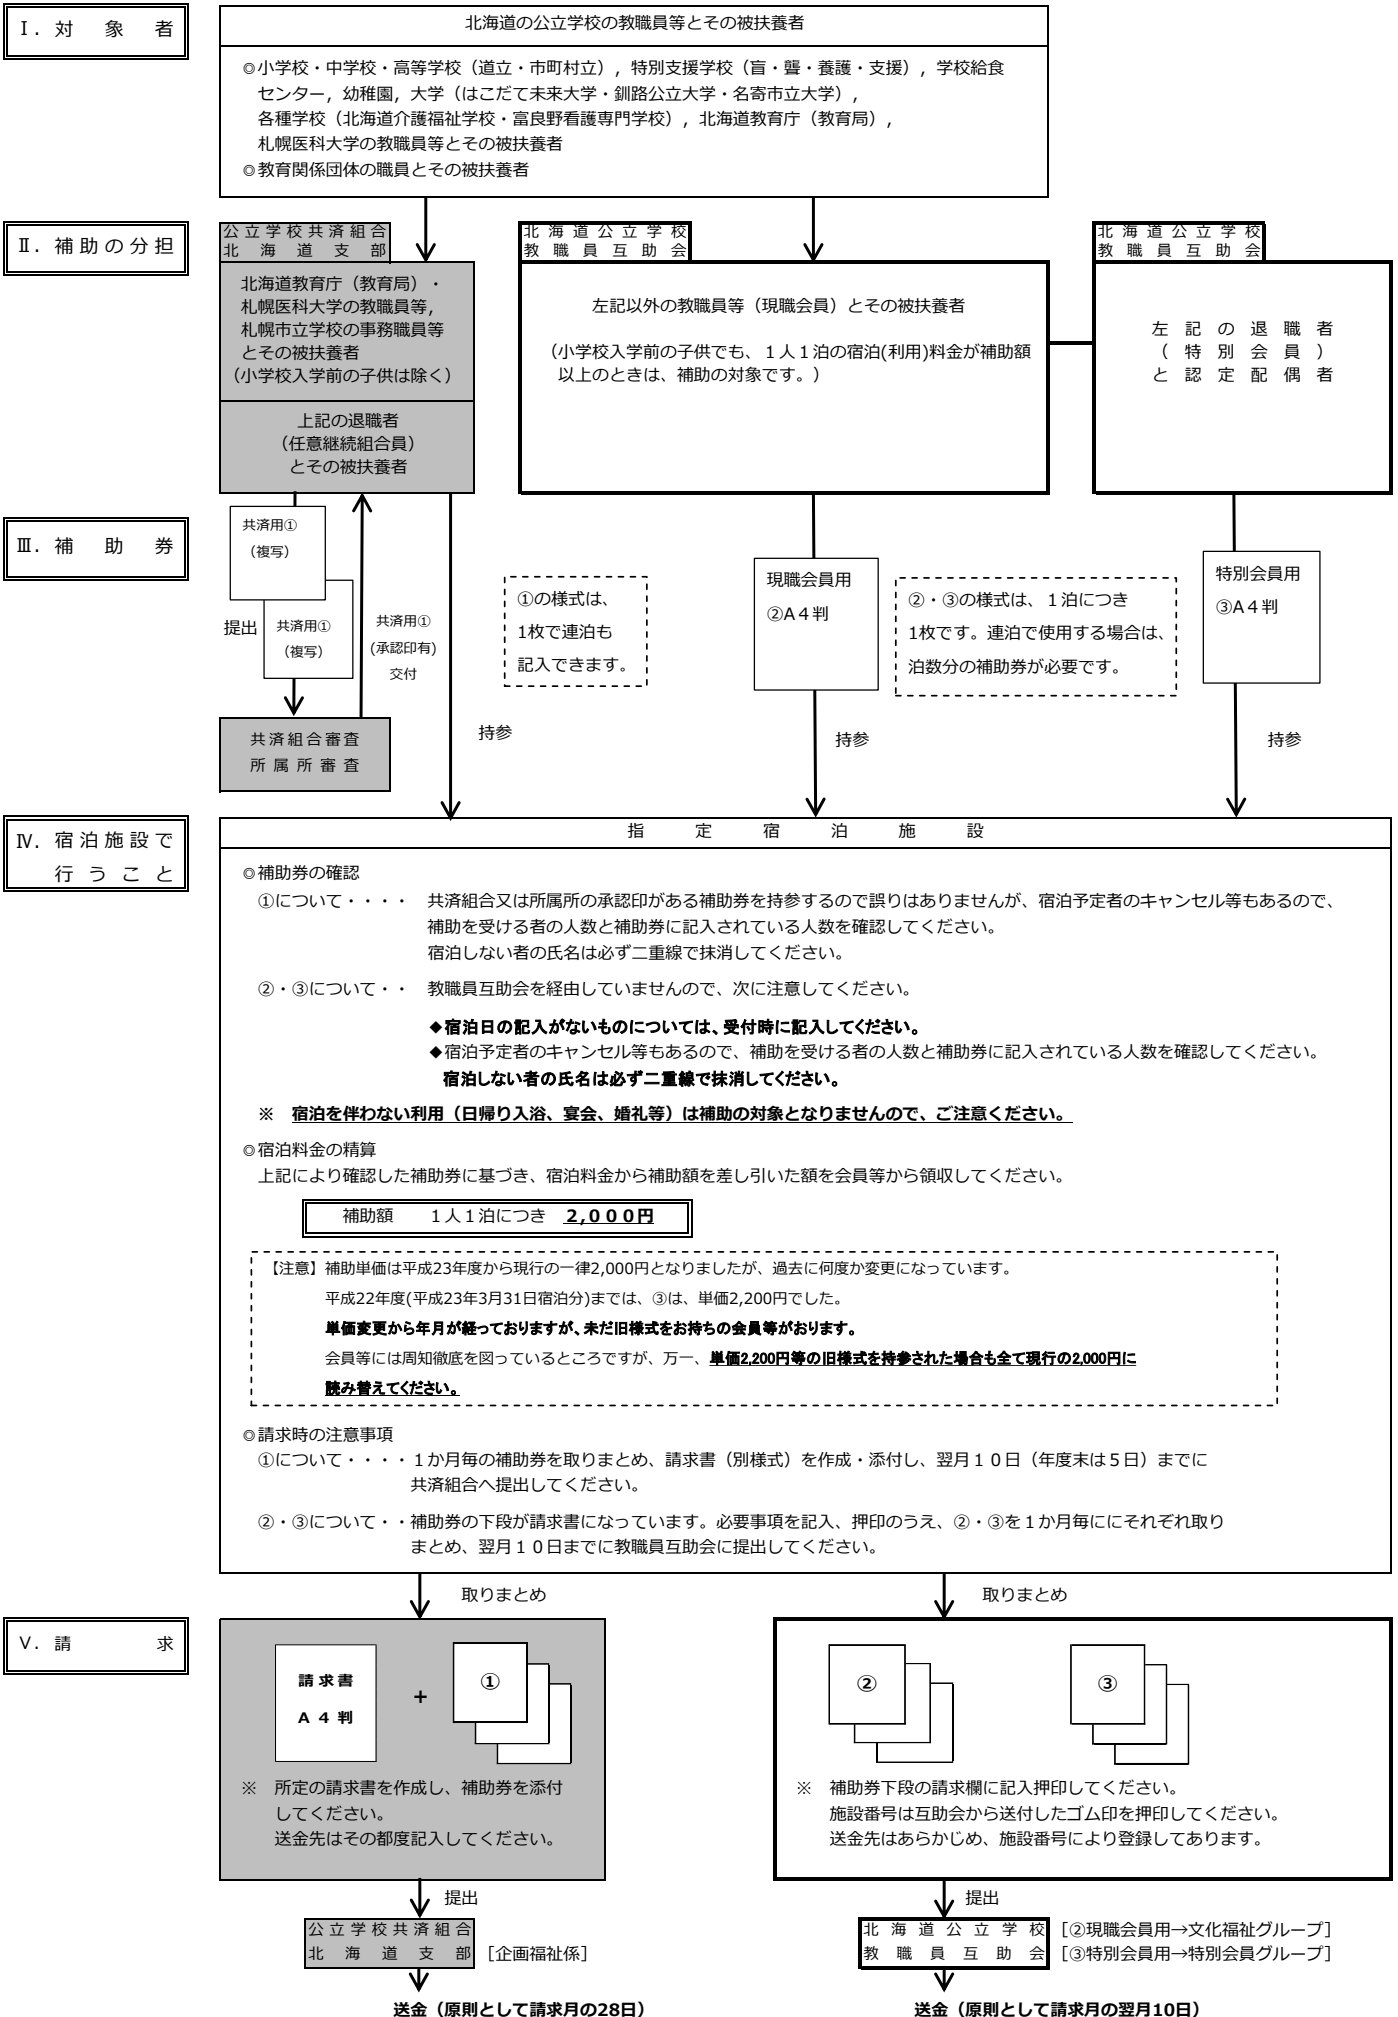 Ⅰ．対象者
北海道の公立学校の教職員等とその被扶養者
◎小学校・中学校・高等学校（道立・市町村立），特別支援学校（盲・聾・養護・支援），学校給食
センター，幼稚園，大学（はこだて未来大学・釧路公立大学・名寄市立大学），
各種学校（北海道介護福祉学校・富良野看護専門学校），北海道教育庁（教育局），
札幌医科大学の教職員等とその被扶養者
◎教育関係団体の職員とその被扶養者
Ⅱ．補助の分担
公立学校共済組合
北海道支部
北海道教育庁（教育局）・
札幌医科大学の教職員等，
札幌市立学校の事務職員等
とその被扶養者
（小学校入学前の子供は除く）
上記の退職者
（任意継続組合員）
とその被扶養者
北海道公立学校
教職員互助会
左記以外の教職員等（現職会員）とその被扶養者
（小学校入学前の子供でも、１人１泊の宿泊(利用)料金が補助額
以上のときは、補助の対象です。）
北海道公立学校
教職員互助会
左記の退職者
（特別会員）
と認定配偶者
Ⅲ．補助券
共済用①
（複写）
提出
共済用①
（複写）
共済用①
(承認印有)
交付
共済組合審査
所属所審査
持参
①の様式は、
1枚で連泊も
記入できます。
現職会員用
②A４判
持参
②・③の様式は、１泊につき
1枚です。連泊で使用する場合は、
泊数分の補助券が必要です。
特別会員用
③A４判
持参
Ⅳ．宿泊施設で
行うこと
指定宿泊施設
◎補助券の確認
①について・・・・　共済組合又は所属所の承認印がある補助券を持参するので誤りはありませんが、宿泊予定者のキャンセル等もあるので、
補助を受ける者の人数と補助券に記入されている人数を確認してください。
宿泊しない者の氏名は必ず二重線で抹消してください。
②・③について・・　教職員互助会を経由していませんので、次に注意してください。
◆宿泊日の記入がないものについては、受付時に記入してください。
◆宿泊予定者のキャンセル等もあるので、補助を受ける者の人数と補助券に記入されている人数を確認してください。
宿泊しない者の氏名は必ず二重線で抹消してください。
※　宿泊を伴わない利用（日帰り入浴、宴会、婚礼等）は補助の対象となりませんので、ご注意ください。
◎宿泊料金の精算
上記により確認した補助券に基づき、宿泊料金から補助額を差し引いた額を会員等から領収してください。
補助額　　１人１泊につき　２,０００円
【注意】補助単価は平成23年度から現行の一律2,000円となりましたが、過去に何度か変更になっています。
平成22年度(平成23年3月31日宿泊分)までは、③は、単価2,200円でした。
単価変更から年月が経っておりますが、未だ旧様式をお持ちの会員等がおります。
会員等には周知徹底を図っているところですが、万一、単価2,200円等の旧様式を持参された場合も全て現行の2,000円に
読み替えてください。
◎請求時の注意事項
①について・・・・１か月毎の補助券を取りまとめ、請求書（別様式）を作成・添付し、翌月１０日（年度末は５日）までに
共済組合へ提出してください。
②・③について・・補助券の下段が請求書になっています。必要事項を記入、押印のうえ、②・③を１か月毎ににそれぞれ取り
まとめ、翌月１０日までに教職員互助会に提出してください。
取りまとめ
取りまとめ
Ⅴ．請求
請求書
Ａ４判
+
①
※　所定の請求書を作成し、補助券を添付
してください。
送金先はその都度記入してください。
②
③
※　補助券下段の請求欄に記入押印してください。
施設番号は互助会から送付したゴム印を押印してください。
送金先はあらかじめ、施設番号により登録してあります。
提出
提出
公立学校共済組合
北海道支部
［企画福祉係］
北海道公立学校
教職員互助会
［②現職会員用→文化福祉グループ］
［③特別会員用→特別会員グループ］
送金（原則として請求月の28日）
送金（原則として請求月の翌月10日）